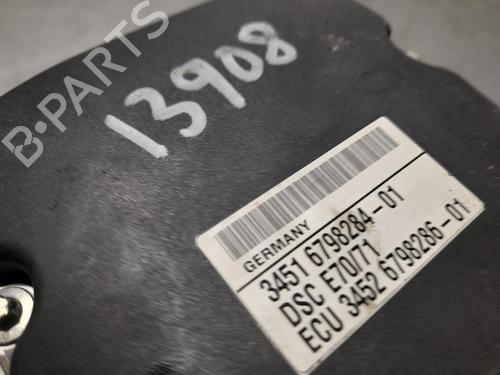 B-PARTS
13908
GERMANY
3451 6798284-01
DSC E70/71
ECU 3452 6798286-01